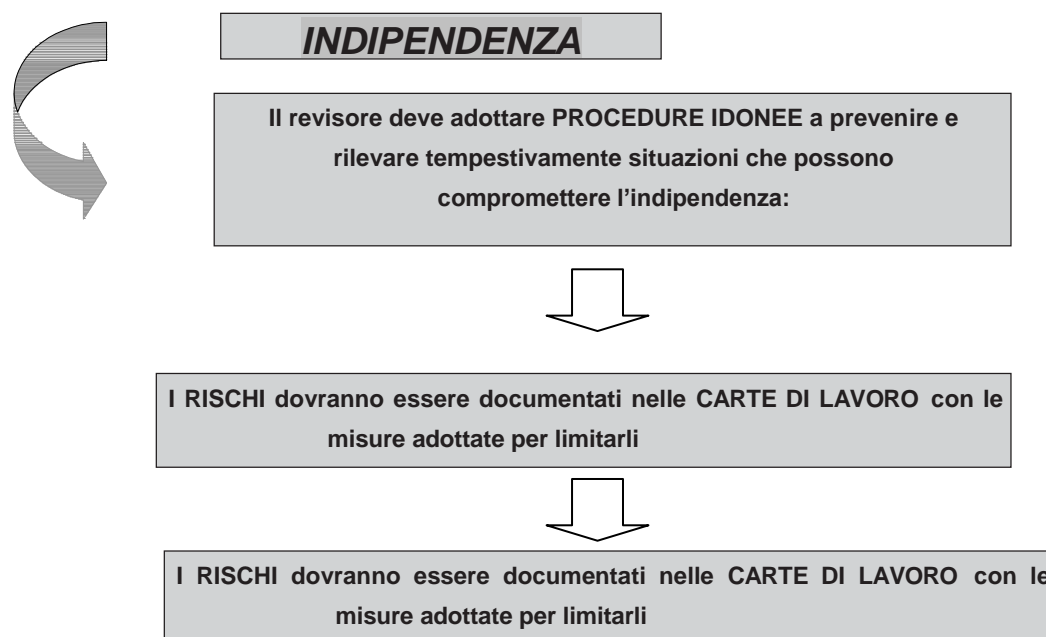 INDIPENDENZA
Il revisore deve adottare PROCEDURE IDONEE a prevenire e
rilevare tempestivamente situazioni che possono
compromettere l’indipendenza:
I RISCHI dovranno essere documentati nelle CARTE DI LAVORO con le
misure adottate per limitarli
I RISCHI dovranno essere documentati nelle CARTE DI LAVORO con le
misure adottate per limitarli